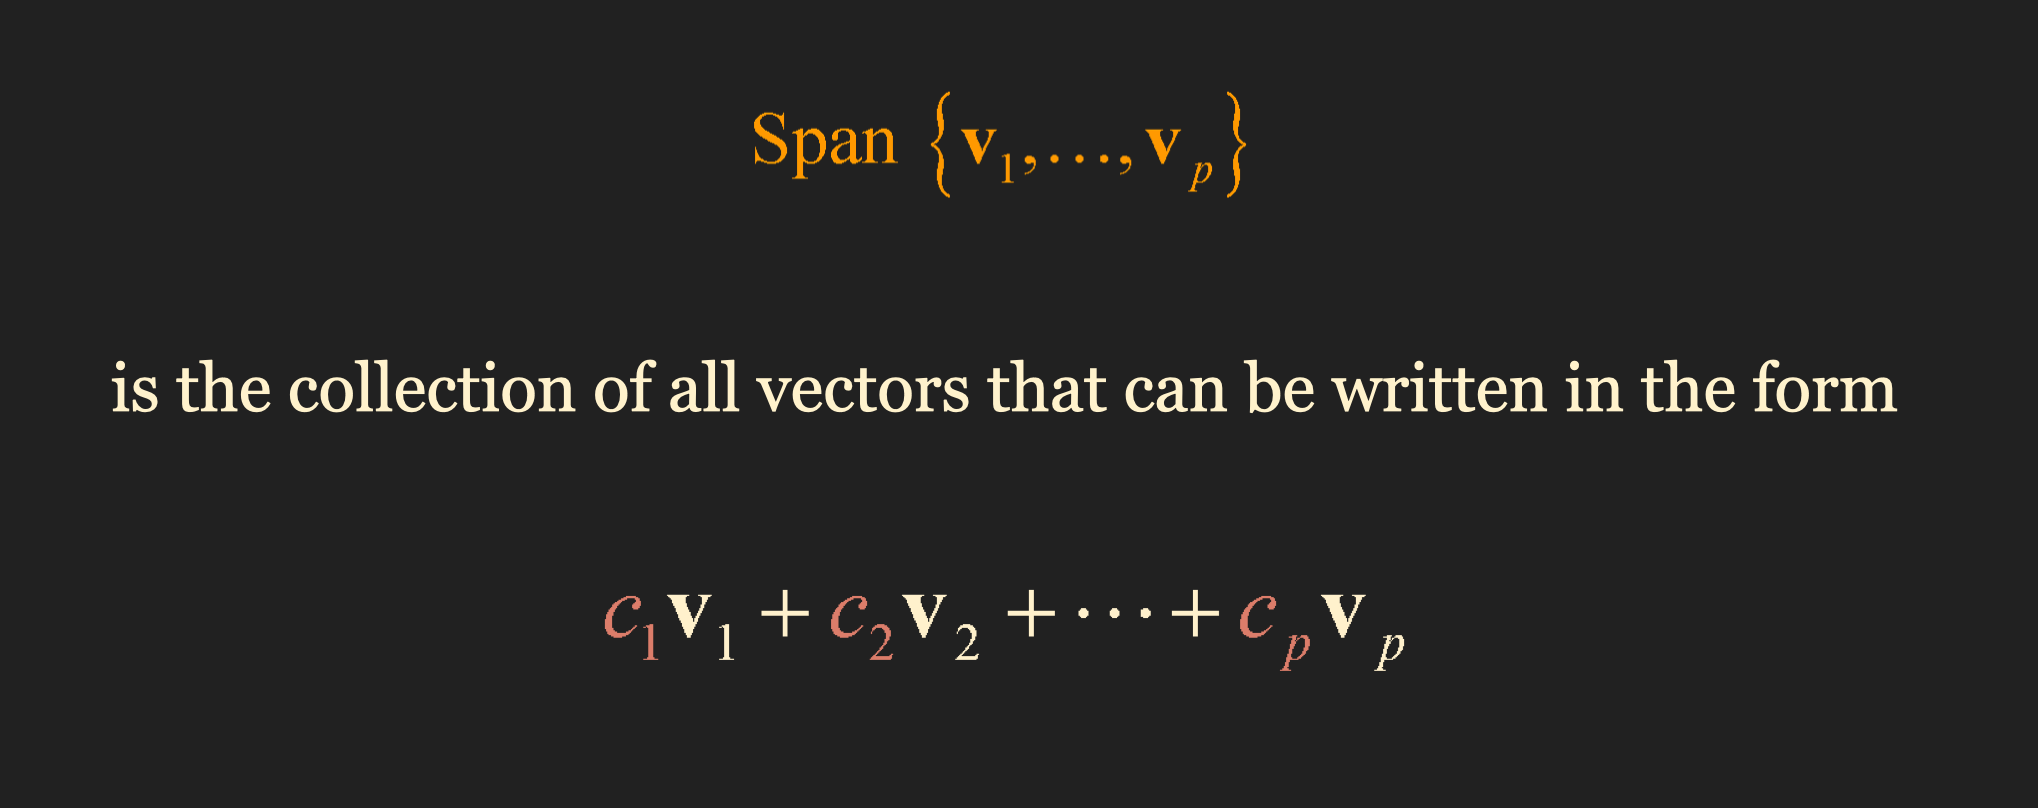 Span {v₁,…,vₚ}
is the collection of all vectors that can be written in the form
c₁v₁ + c₂v₂ + ⋯ + cₚvₚ